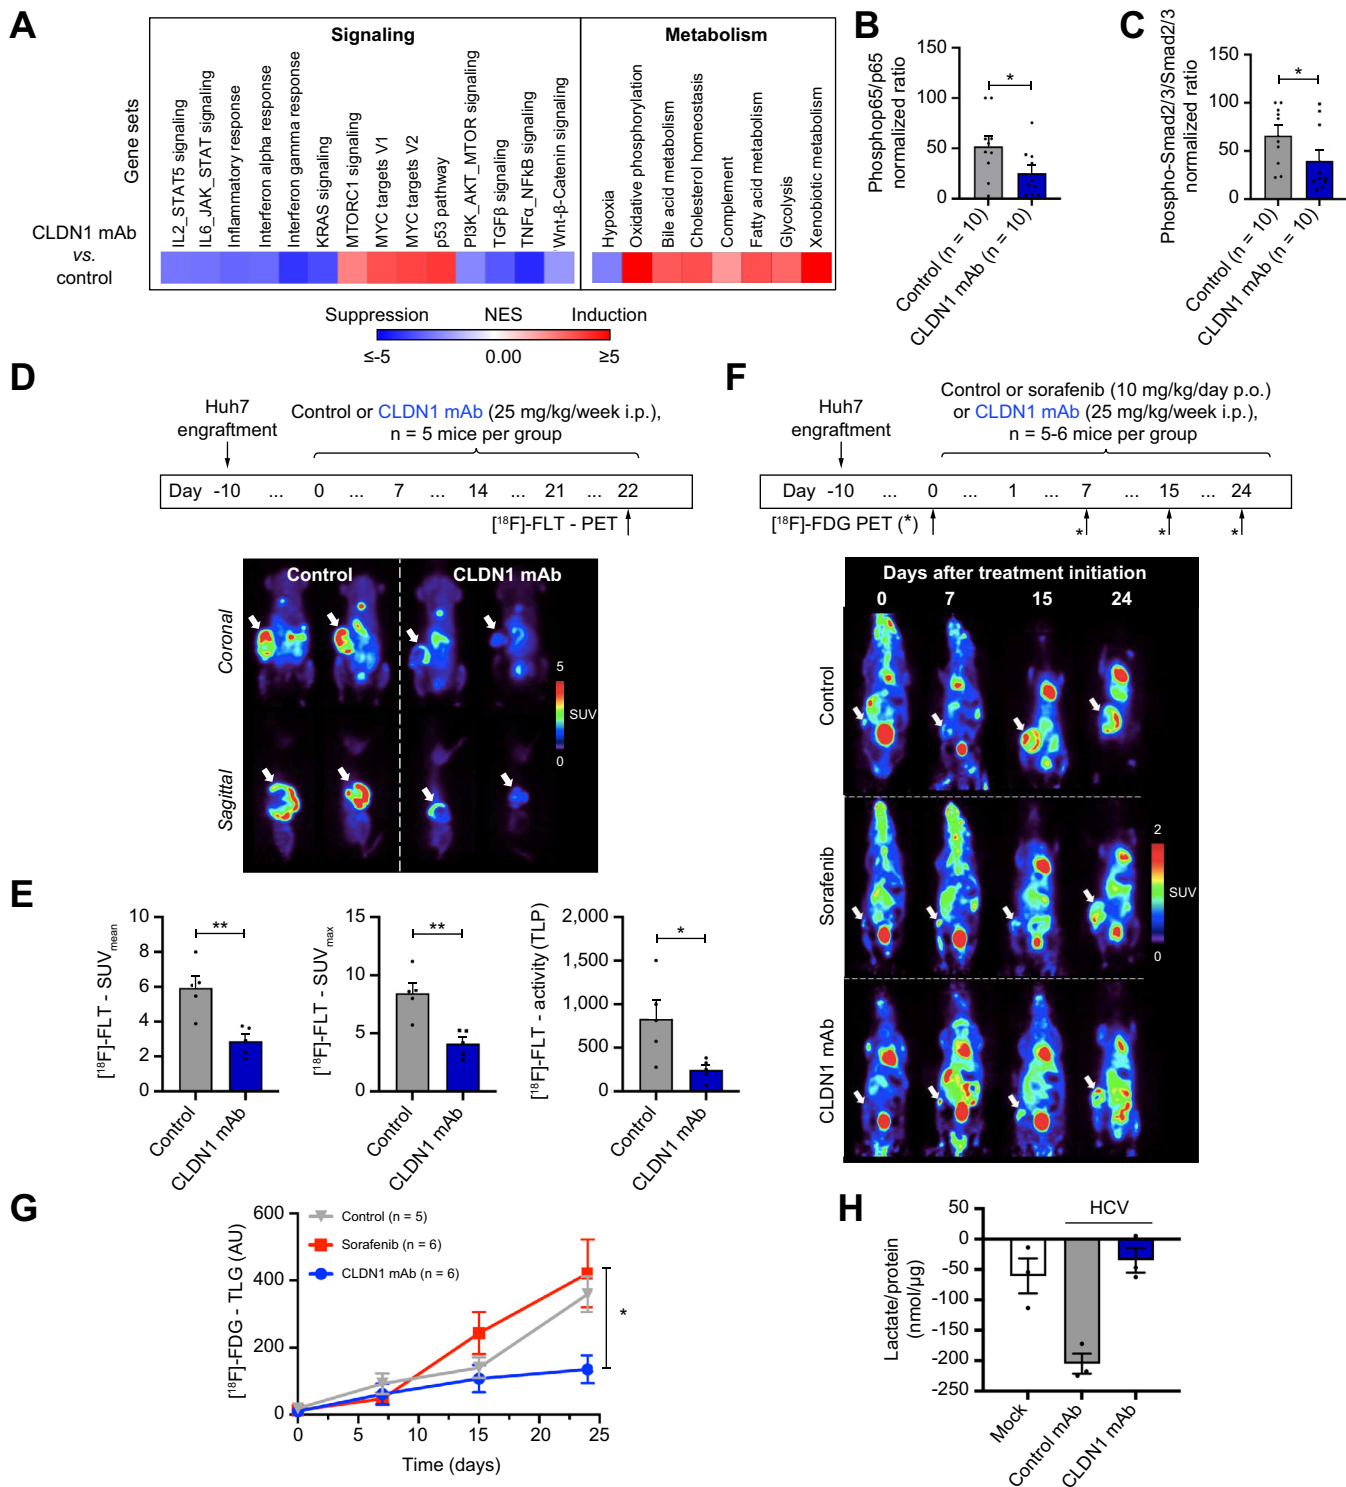 A
Signaling
Metabolism
Gene sets
IL2_STAT5 signaling
IL6_JAK_STAT signaling
Inflammatory response
Interferon alpha response
Interferon gamma response
KRAS signaling
MTORC1 signaling
MYC targets V1
MYC targets V2
p53 pathway
PI3K_AKT_MTOR signaling
TGFβ signaling
TNFα_NFkB signaling
Wnt-β-Catenin signaling
Hypoxia
Oxidative phosphorylation
Bile acid metabolism
Cholesterol homeostasis
Complement
Fatty acid metabolism
Glycolysis
Xenobiotic metabolism
CLDN1 mAb
vs.
control
Suppression NES Induction
≤-5 0.00 ≥5
B
Phosphop65/p65
normalized ratio
150
100
50
0
*
Control (n = 10)
CLDN1 mAb (n = 10)
C
Phospho-Smad2/3/Smad2/3
normalized ratio
150
100
50
0
*
Control (n = 10)
CLDN1 mAb (n = 10)
D
Huh7
engraftment
Control or CLDN1 mAb (25 mg/kg/week i.p.),
n = 5 mice per group
Day -10 ... 0 ... 7 ... 14 ... 21 ... 22
[18F]-FLT - PET
Control CLDN1 mAb
Coronal
Sagittal
5
SUV
0
E
[18F]-FLT - SUVmean
10
8
6
4
2
0
**
Control
CLDN1 mAb
[18F]-FLT - SUVmax
15
10
5
0
**
Control
CLDN1 mAb
[18F]-FLT - activity (TLP)
2,000
1,500
1,000
500
0
*
Control
CLDN1 mAb
F
Control or sorafenib (10 mg/kg/day p.o.)
or CLDN1 mAb (25 mg/kg/week i.p.),
n = 5-6 mice per group
Huh7
engraftment
Day -10 ... 0 ... 1 ... 7 ... 15 ... 24
[18F]-FDG PET (*)
* * *
Days after treatment initiation
0 7 15 24
Control
Sorafenib
CLDN1 mAb
2
SUV
0
G
[18F]-FDG - TLG (AU)
600
400
200
0
Control (n = 5)
Sorafenib (n = 6)
CLDN1 mAb (n = 6)
*
0 5 10 15 20 25
Time (days)
H
HCV
Lactate/protein
(nmol/µg)
50
0
-50
-100
-150
-200
-250
Mock
Control mAb
CLDN1 mAb